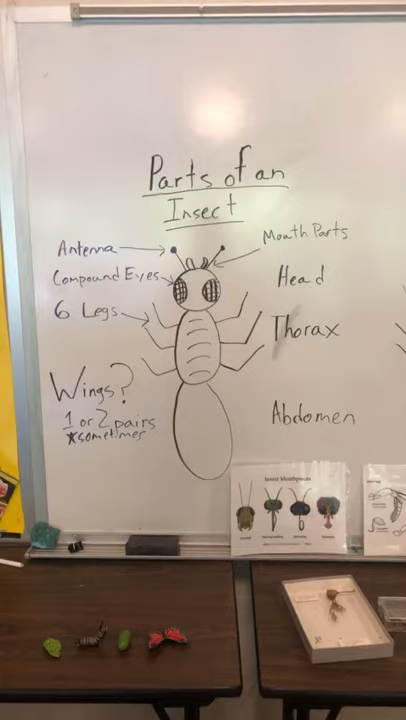 Parts of an
Insect
Antenna
Mouth Parts
Compound Eyes
Head
6 Legs
Thorax
Wings?
1 or 2 pairs
*sometimes
Abdomen
Insect Mouthpieces